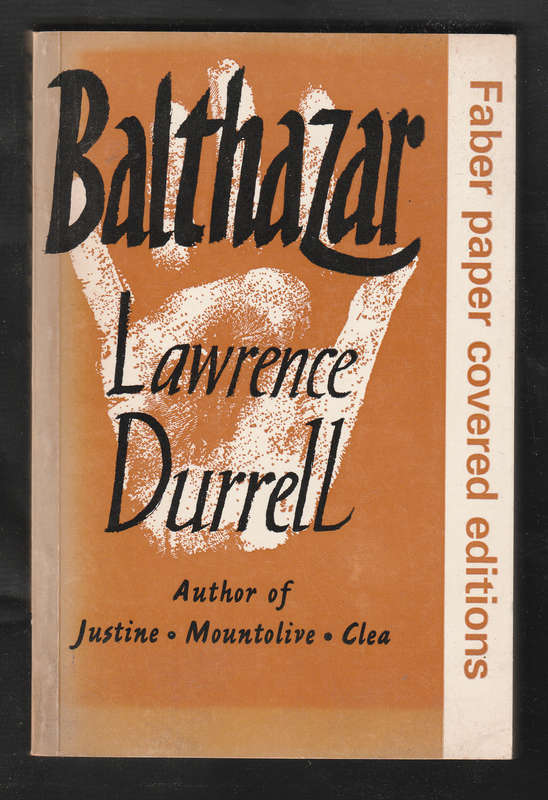 Balthazar
Lawrence
Durrell
Author of
Justine • Mountolive • Clea
Faber paper covered editions